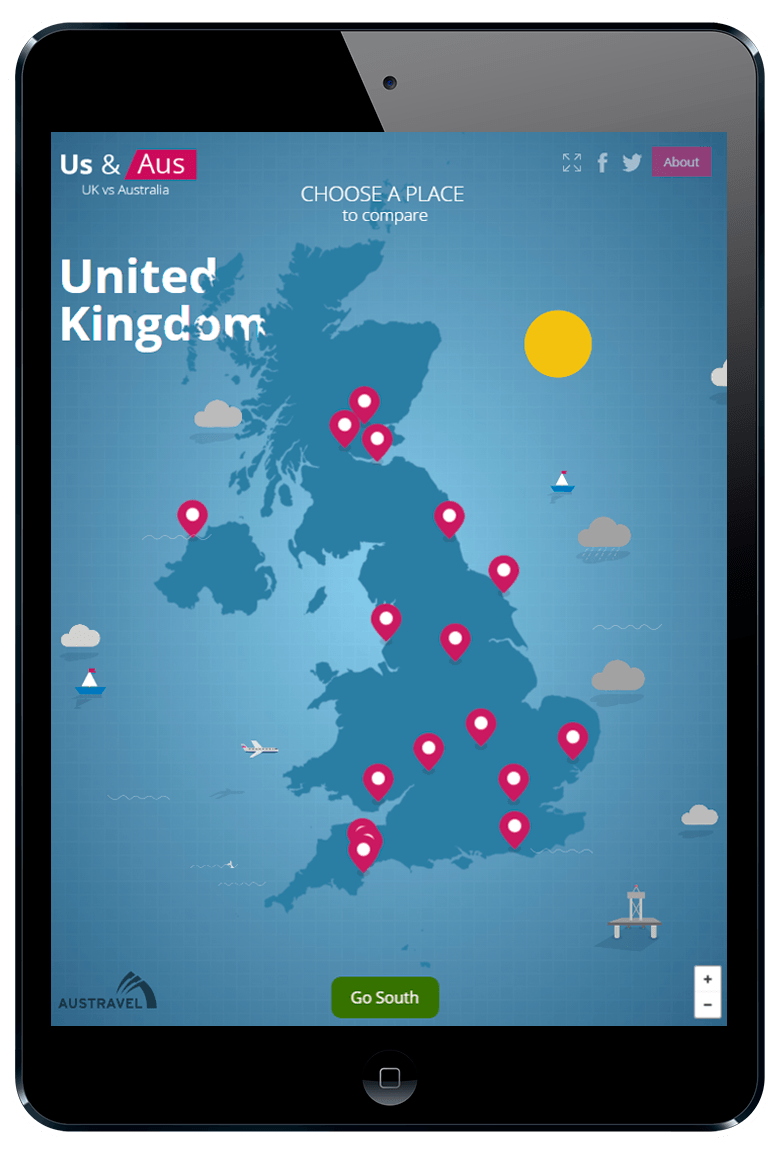 Us & Aus
UK vs Australia
About
CHOOSE A PLACE
to compare
United
Kingdom
AUSTRAVEL
Go South
+
−